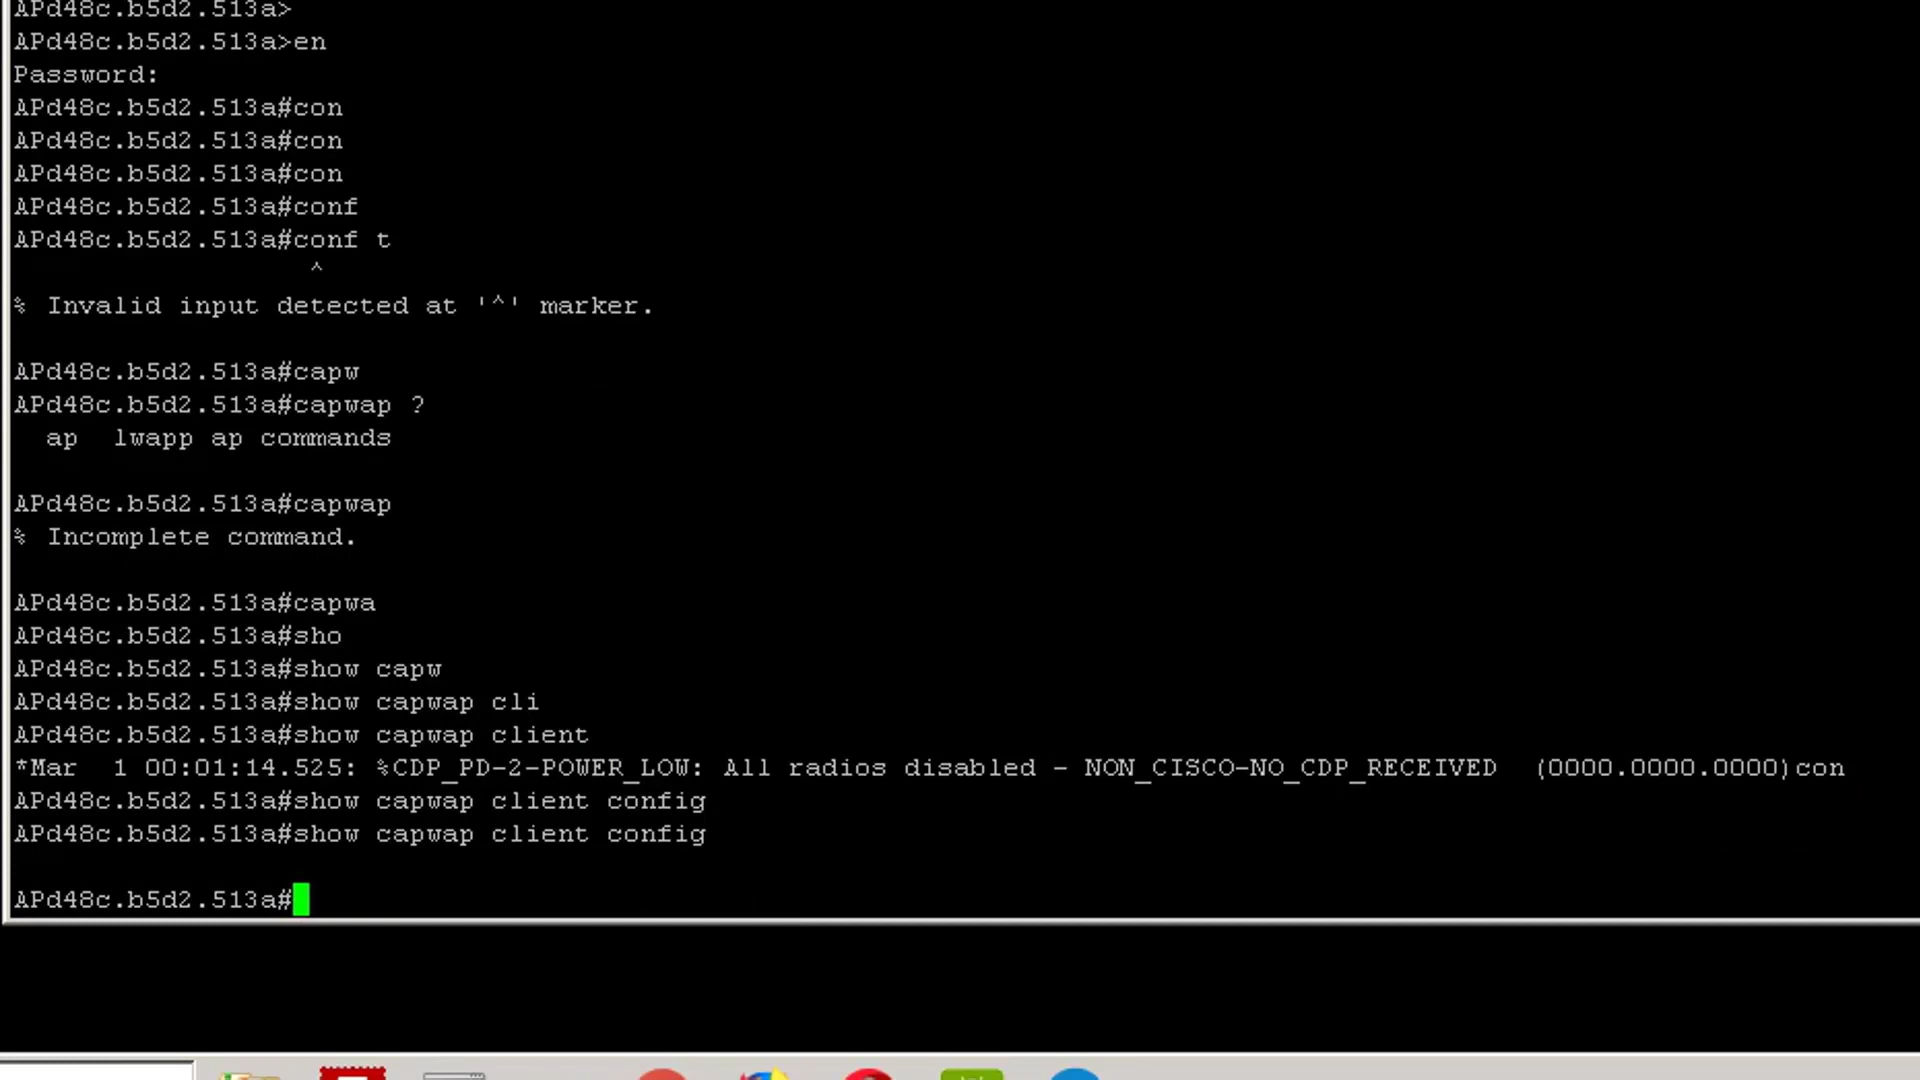 APd48c.b5d2.513a>
APd48c.b5d2.513a>en
Password:
APd48c.b5d2.513a#con
APd48c.b5d2.513a#con
APd48c.b5d2.513a#con
APd48c.b5d2.513a#conf
APd48c.b5d2.513a#conf t
^
% Invalid input detected at '^' marker.
APd48c.b5d2.513a#capw
APd48c.b5d2.513a#capwap ?
ap lwapp ap commands
APd48c.b5d2.513a#capwap
% Incomplete command.
APd48c.b5d2.513a#capwa
APd48c.b5d2.513a#sho
APd48c.b5d2.513a#show capw
APd48c.b5d2.513a#show capwap cli
APd48c.b5d2.513a#show capwap client
*Mar 1 00:01:14.525: %CDP_PD-2-POWER_LOW: All radios disabled - NON_CISCO-NO_CDP_RECEIVED (0000.0000.0000)con
APd48c.b5d2.513a#show capwap client config
APd48c.b5d2.513a#show capwap client config
APd48c.b5d2.513a#